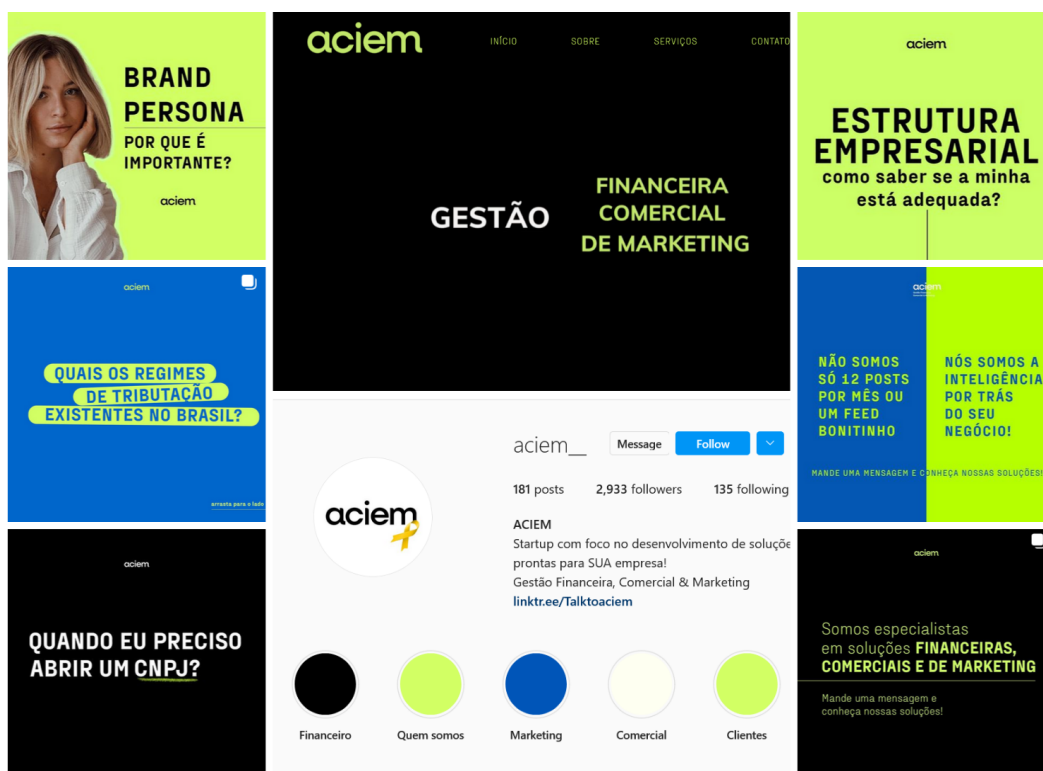 BRAND
PERSONA
POR QUE É
IMPORTANTE?
aciem
aciem
INÍCIO SOBRE SERVIÇOS CONTATO
GESTÃO
FINANCEIRA
COMERCIAL
DE MARKETING
aciem
ESTRUTURA
EMPRESARIAL
como saber se a minha
está adequada?
aciem
QUAIS OS REGIMES
DE TRIBUTAÇÃO
EXISTENTES NO BRASIL?
arrasta para o lado
aciem
NÃO SOMOS
SÓ 12 POSTS
POR MÊS OU
UM FEED
BONITINHO
NÓS SOMOS A
INTELIGÊNCIA
POR TRÁS
DO SEU
NEGÓCIO!
MANDE UMA MENSAGEM E CONHEÇA NOSSAS SOLUÇÕES!
aciem
aciem__ Message Follow
181 posts 2,933 followers 135 following
ACIEM
Startup com foco no desenvolvimento de soluçõe
prontas para SUA empresa!
Gestão Financeira, Comercial & Marketing
linktr.ee/Talktoaciem
Financeiro Quem somos Marketing Comercial Clientes
aciem
QUANDO EU PRECISO
ABRIR UM CNPJ?
aciem
Somos especialistas
em soluções FINANCEIRAS,
COMERCIAIS E DE MARKETING
Mande uma mensagem e
conheça nossas soluções!